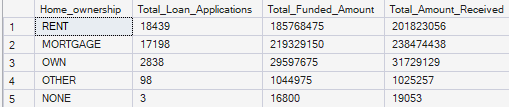 Home_ownership Total_Loan_Applications Total_Funded_Amount Total_Amount_Received
1 RENT 18439 185768475 201823056
2 MORTGAGE 17198 219329150 238474438
3 OWN 2838 29597675 31729129
4 OTHER 98 1044975 1025257
5 NONE 3 16800 19053